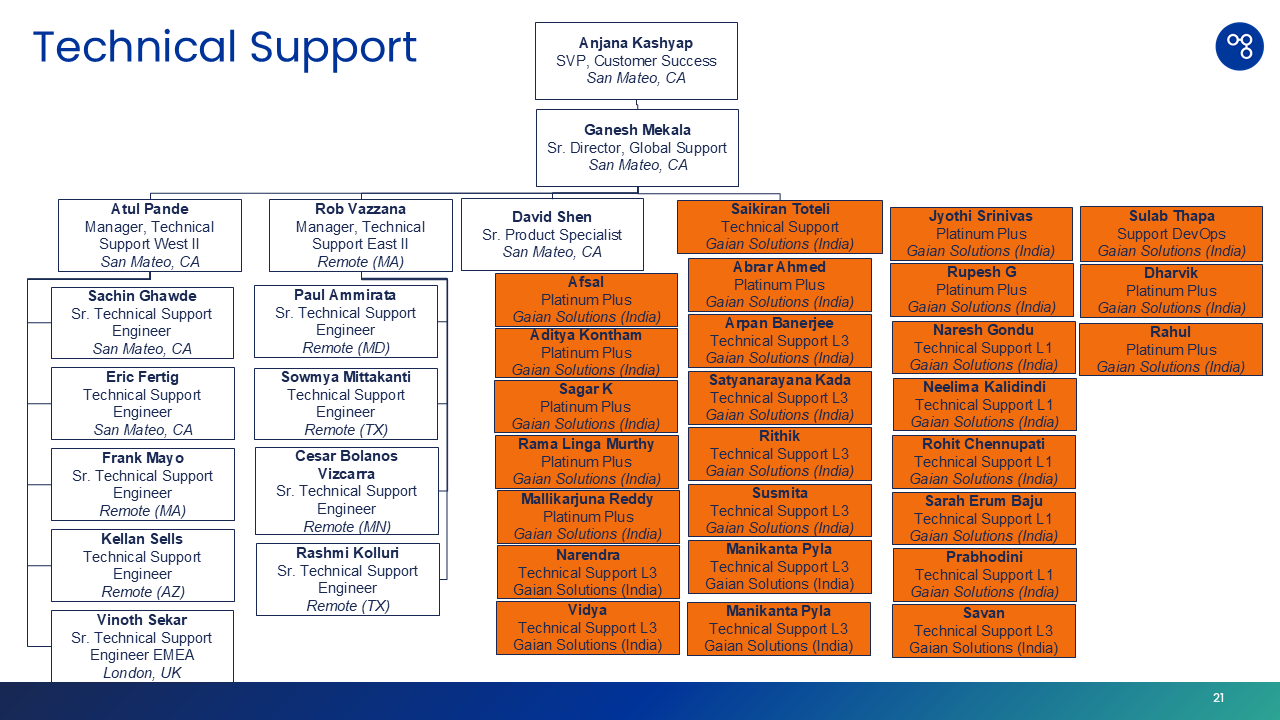 Technical Support
Anjana Kashyap
SVP, Customer Success
San Mateo, CA
Ganesh Mekala
Sr. Director, Global Support
San Mateo, CA
Atul Pande
Manager, Technical
Support West II
San Mateo, CA
Sachin Ghawde
Sr. Technical Support
Engineer
San Mateo, CA
Eric Fertig
Technical Support
Engineer
San Mateo, CA
Frank Mayo
Sr. Technical Support
Engineer
Remote (MA)
Kellan Sells
Technical Support
Engineer
Remote (AZ)
Vinoth Sekar
Sr. Technical Support
Engineer EMEA
London, UK
Rob Vazzana
Manager, Technical
Support East II
Remote (MA)
Paul Ammirata
Sr. Technical Support
Engineer
Remote (MD)
Sowmya Mittakanti
Technical Support
Engineer
Remote (TX)
Cesar Bolanos
Vizcarra
Sr. Technical Support
Engineer
Remote (MN)
Rashmi Kolluri
Sr. Technical Support
Engineer
Remote (TX)
David Shen
Sr. Product Specialist
San Mateo, CA
Afsal
Platinum Plus
Gaian Solutions (India)
Aditya Kontham
Platinum Plus
Gaian Solutions (India)
Sagar K
Platinum Plus
Gaian Solutions (India)
Rama Linga Murthy
Platinum Plus
Gaian Solutions (India)
Mallikarjuna Reddy
Platinum Plus
Gaian Solutions (India)
Narendra
Technical Support L3
Gaian Solutions (India)
Vidya
Technical Support L3
Gaian Solutions (India)
Saikiran Toteli
Technical Support
Gaian Solutions (India)
Abrar Ahmed
Platinum Plus
Gaian Solutions (India)
Arpan Banerjee
Technical Support L3
Gaian Solutions (India)
Satyanarayana Kada
Technical Support L3
Gaian Solutions (India)
Rithik
Technical Support L3
Gaian Solutions (India)
Susmita
Technical Support L3
Gaian Solutions (India)
Manikanta Pyla
Technical Support L3
Gaian Solutions (India)
Manikanta Pyla
Technical Support L3
Gaian Solutions (India)
Jyothi Srinivas
Platinum Plus
Gaian Solutions (India)
Rupesh G
Platinum Plus
Gaian Solutions (India)
Naresh Gondu
Technical Support L1
Gaian Solutions (India)
Neelima Kalidindi
Technical Support L1
Gaian Solutions (India)
Rohit Chennupati
Technical Support L1
Gaian Solutions (India)
Sarah Erum Baju
Technical Support L1
Gaian Solutions (India)
Prabhodini
Technical Support L1
Gaian Solutions (India)
Savan
Technical Support L3
Gaian Solutions (India)
Sulab Thapa
Support DevOps
Gaian Solutions (India)
Dharvik
Platinum Plus
Gaian Solutions (India)
Rahul
Platinum Plus
Gaian Solutions (India)
21